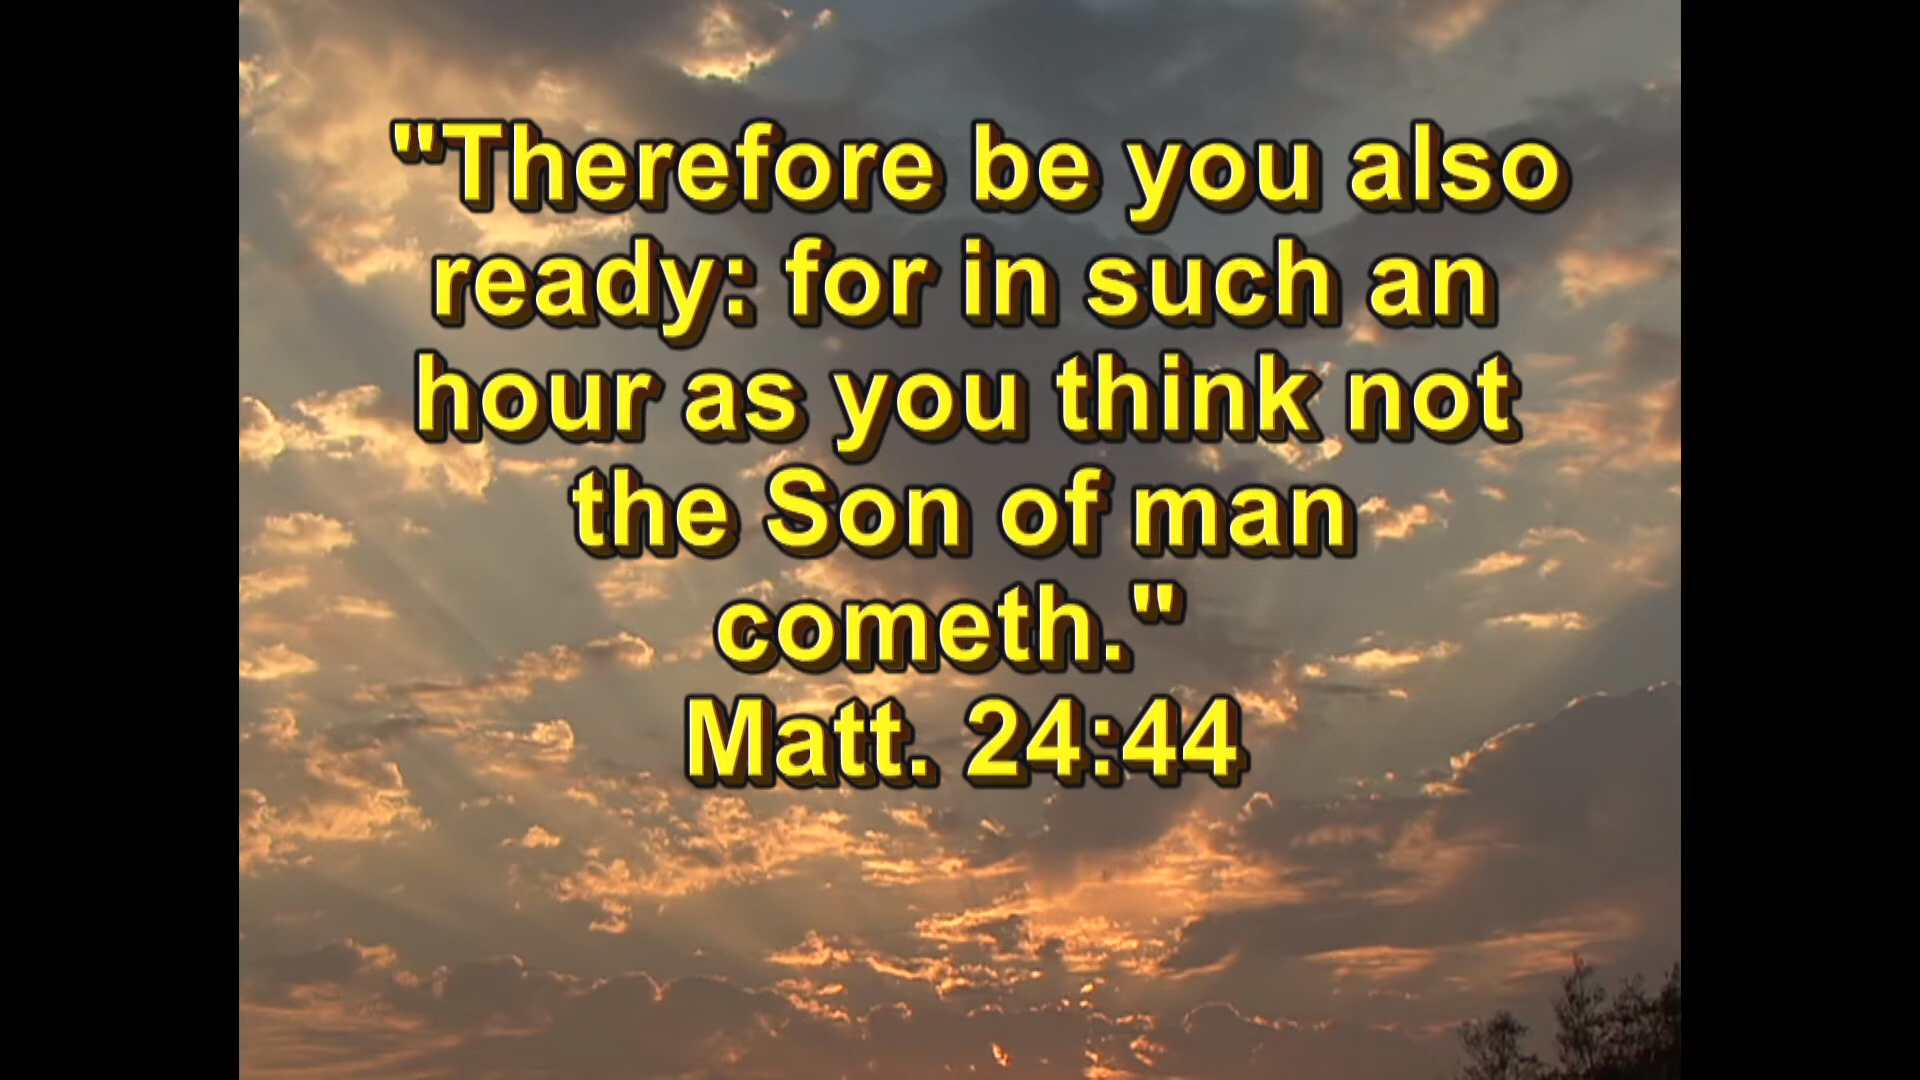 "Therefore be you also
ready: for in such an
hour as you think not
the Son of man
cometh."
Matt. 24:44